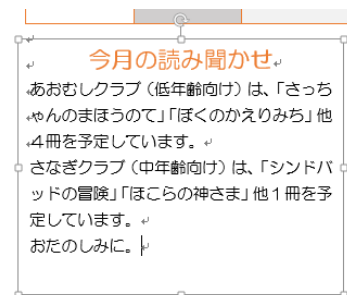 今月の読み聞かせ
あおむしクラブ（低年齢向け）は、「さっち
ゃんのまほうのて」「ぼくのかえりみち」他
4冊を予定しています。
さなぎクラブ（中年齢向け）は、「シンドバ
ッドの冒険」「ほこらの神さま」他１冊を予
定しています。
おたのしみに。